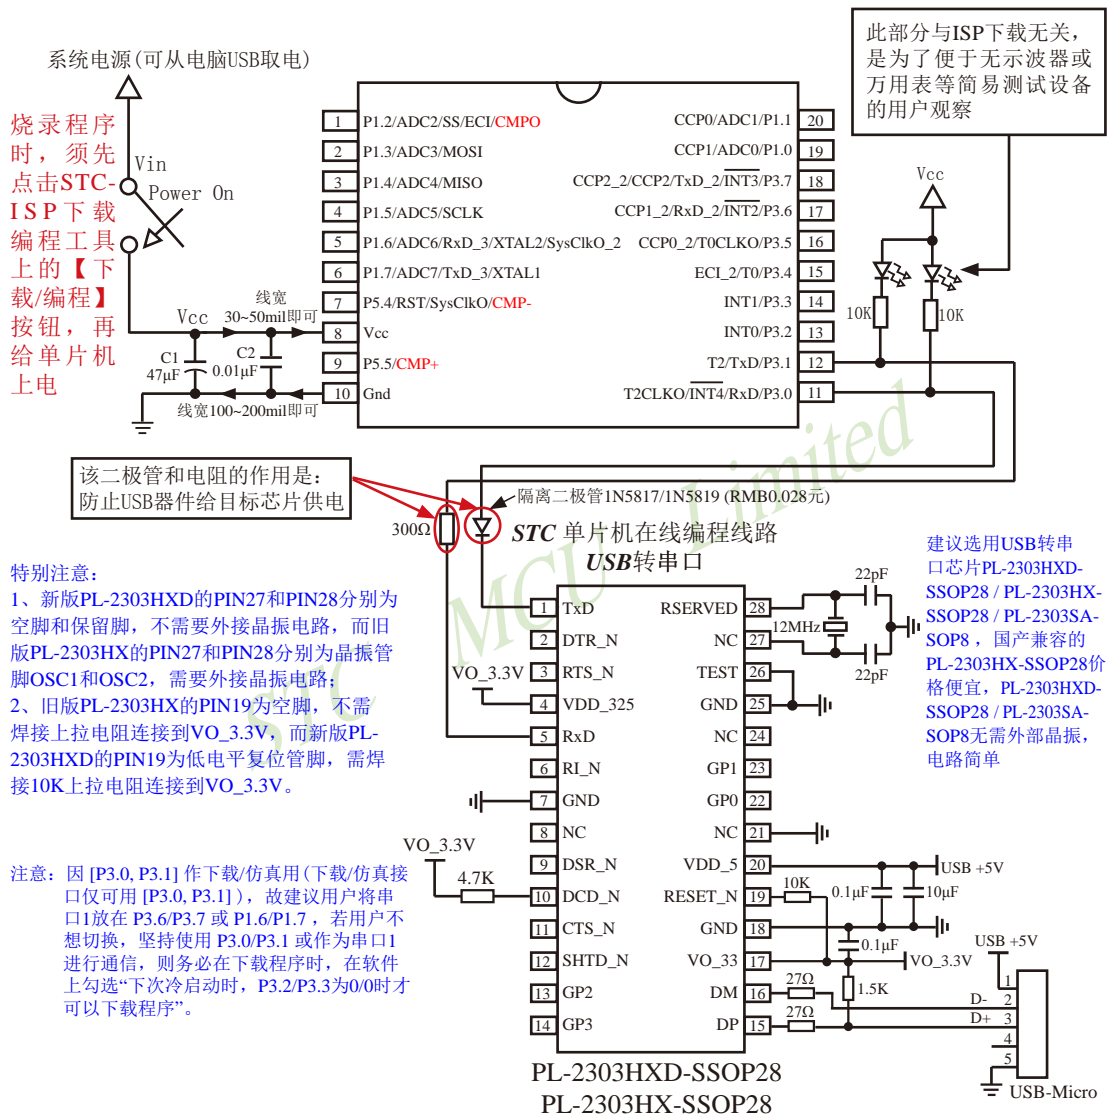 系统电源(可从电脑USB取电)
此部分与ISP下载无关，
是为了便于无示波器或
万用表等简易测试设备
的用户观察
烧录程序
时，须先
点击STC-
ISP下载
编程工具
上的【下
载/编程】
按钮，再
给单片机
上电
Vin
Power On
Vcc
线宽
30~50mil即可
C1
47μF
C2
0.01μF
线宽100~200mil即可
1 P1.2/ADC2/SS/ECI/CMPO
2 P1.3/ADC3/MOSI
3 P1.4/ADC4/MISO
4 P1.5/ADC5/SCLK
5 P1.6/ADC6/RxD_3/XTAL2/SysClkO_2
6 P1.7/ADC7/TxD_3/XTAL1
7 P5.4/RST/SysClkO/CMP-
8 Vcc
9 P5.5/CMP+
10 Gnd
CCP0/ADC1/P1.1 20
CCP1/ADC0/P1.0 19
CCP2_2/CCP2/TxD_2/INT3/P3.7 18
CCP1_2/RxD_2/INT2/P3.6 17
CCP0_2/T0CLKO/P3.5 16
ECI_2/T0/P3.4 15
INT1/P3.3 14
INT0/P3.2 13
T2/TxD/P3.1 12
T2CLKO/INT4/RxD/P3.0 11
Vcc
10K
10K
该二极管和电阻的作用是：
防止USB器件给目标芯片供电
300Ω
隔离二极管1N5817/1N5819 (RMB0.028元)
STC 单片机在线编程线路
USB转串口
STC MCU Limited
特别注意：
1、新版PL-2303HXD的PIN27和PIN28分别为
空脚和保留脚，不需要外接晶振电路，而旧
版PL-2303HX的PIN27和PIN28分别为晶振管
脚OSC1和OSC2，需要外接晶振电路；
2、旧版PL-2303HX的PIN19为空脚，不需
焊接上拉电阻连接到VO_3.3V，而新版PL-
2303HXD的PIN19为低电平复位管脚，需焊
接10K上拉电阻连接到VO_3.3V。
注意：因 [P3.0, P3.1] 作下载/仿真用(下载/仿真接
口仅可用 [P3.0, P3.1] )，故建议用户将串
口1放在 P3.6/P3.7 或 P1.6/P1.7 ，若用户不
想切换，坚持使用 P3.0/P3.1 或作为串口1
进行通信，则务必在下载程序时，在软件
上勾选“下次冷启动时，P3.2/P3.3为0/0时才
可以下载程序”。
建议选用USB转串
口芯片PL-2303HXD-
SSOP28 / PL-2303HX-
SSOP28 / PL-2303SA-
SOP8 ，国产兼容的
PL-2303HX-SSOP28价
格便宜，PL-2303HXD-
SSOP28 / PL-2303SA-
SOP8无需外部晶振，
电路简单
VO_3.3V
VO_3.3V
4.7K
1 TxD
2 DTR_N
3 RTS_N
4 VDD_325
5 RxD
6 RI_N
7 GND
8 NC
9 DSR_N
10 DCD_N
11 CTS_N
12 SHTD_N
13 GP2
14 GP3
RSERVED 28
NC 27
TEST 26
GND 25
NC 24
GP1 23
GP0 22
NC 21
VDD_5 20
RESET_N 19
GND 18
VO_33 17
DM 16
DP 15
22pF
12MHz
22pF
USB +5V
10K
0.1μF
10μF
0.1μF
VO_3.3V
27Ω
27Ω
1.5K
USB +5V
D-
D+
1
2
3
4
5
USB-Micro
PL-2303HXD-SSOP28
PL-2303HX-SSOP28